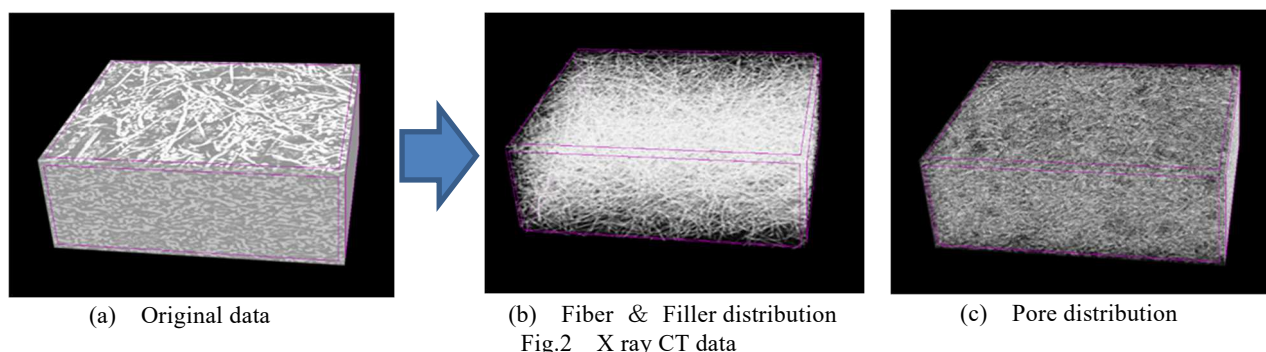 (a) Original data
(b) Fiber & Filler distribution
(c) Pore distribution
Fig.2 X ray CT data